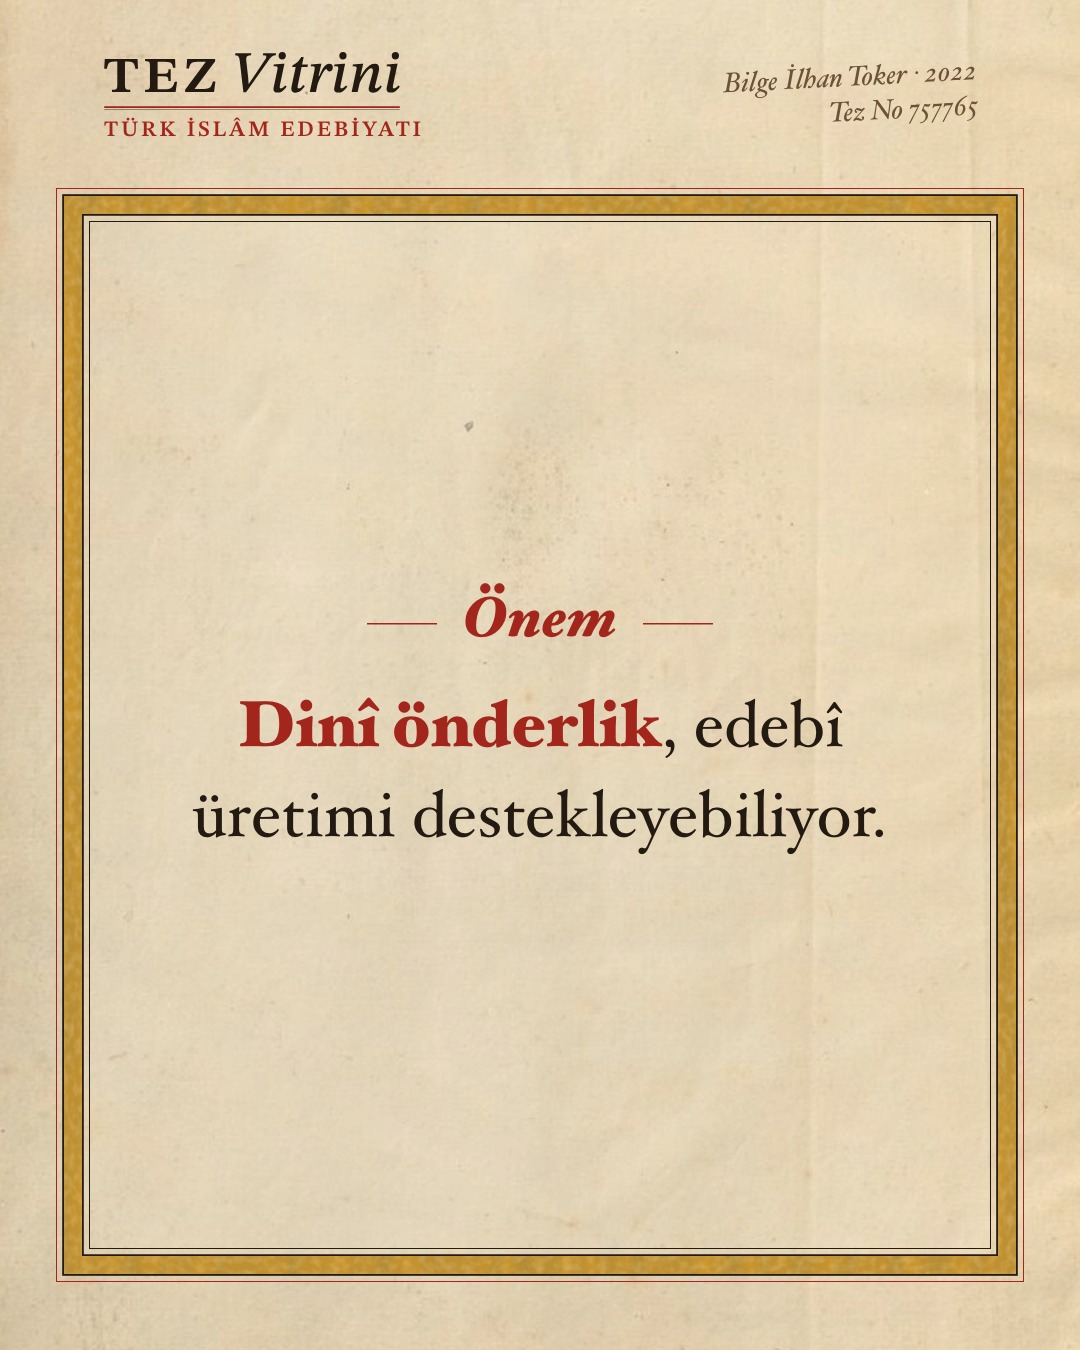 TEZ Vitrini
TÜRK İSLÂM EDEBİYATI
Bilge İlhan Toker · 2022
Tez No 757765
Önem
Dinî önderlik, edebî
üretimi destekleyebiliyor.